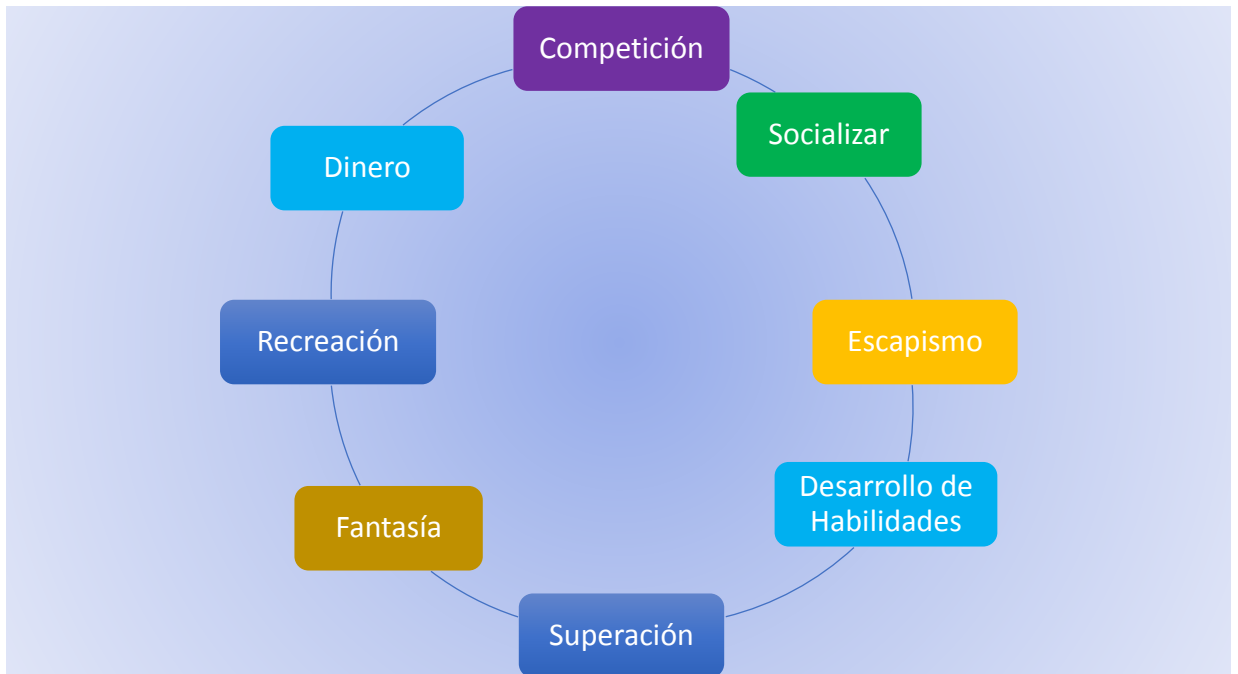 Competición
Socializar
Escapismo
Desarrollo de
Habilidades
Superación
Fantasía
Recreación
Dinero